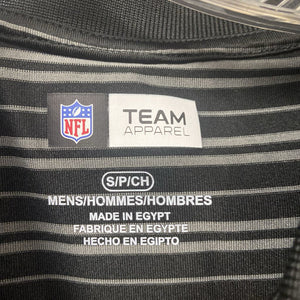 NFL
TEAM
APPAREL
S/P/CH
MENS/HOMMES/HOMBRES
MADE IN EGYPT
FABRIQUE EN EGYPTE
HECHO EN EGIPTO